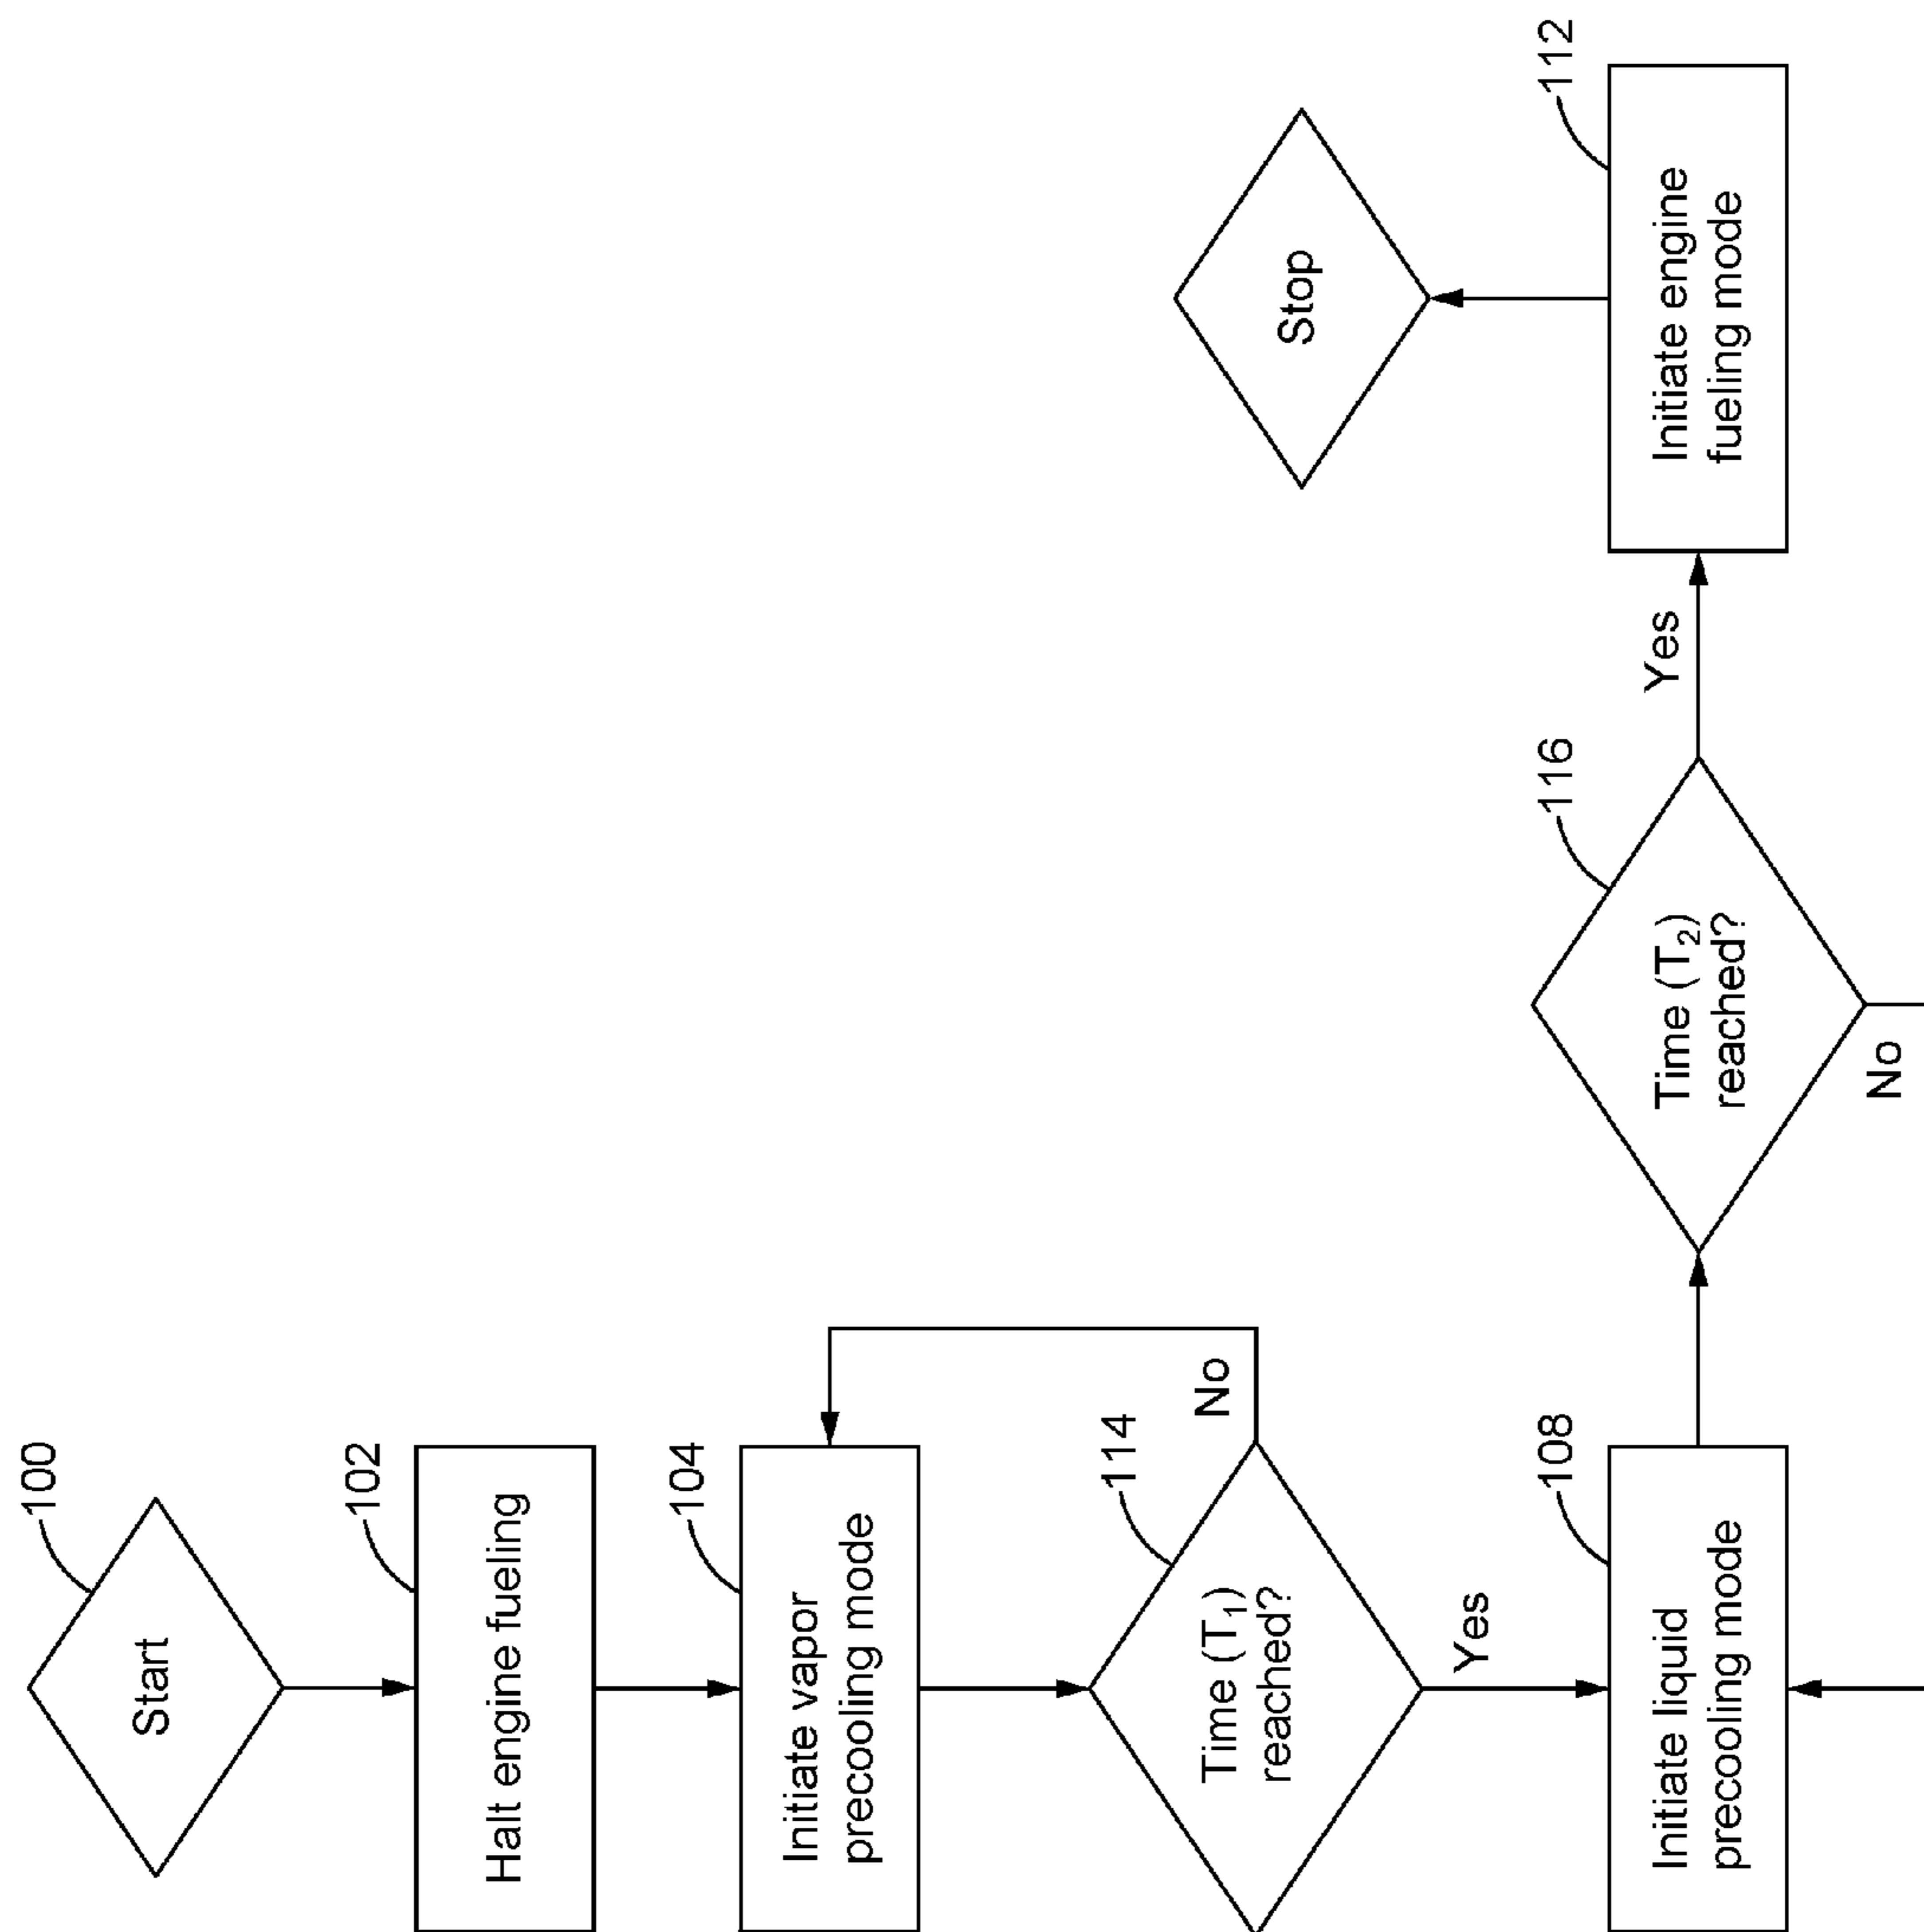 100
Start
102
Halt engine fueling
104
Initiate vapor
precooling mode
114
Time (T₁)
reached?
No
Yes
108
Initiate liquid
precooling mode
116
Time (T₂)
reached?
No
Yes
112
Initiate engine
fueling mode
Stop